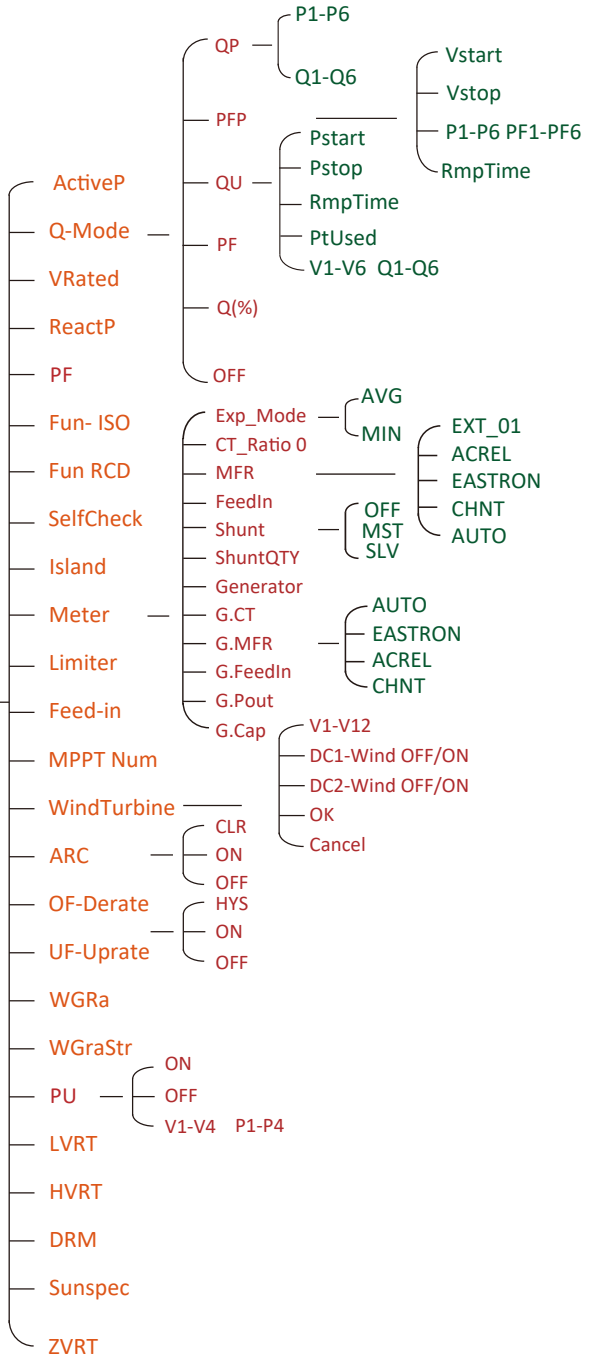 ActiveP
Q-Mode
VRated
ReactP
PF
Fun- ISO
Fun RCD
SelfCheck
Island
Meter
Limiter
Feed-in
MPPT Num
WindTurbine
ARC
OF-Derate
UF-Uprate
WGRa
WGraStr
PU
LVRT
HVRT
DRM
Sunspec
ZVRT
QP
PFP
QU
PF
Q(%)
OFF
P1-P6
Q1-Q6
Vstart
Vstop
P1-P6 PF1-PF6
RmpTime
Pstart
Pstop
RmpTime
PtUsed
V1-V6 Q1-Q6
Exp_Mode
CT_Ratio 0
MFR
FeedIn
Shunt
ShuntQTY
Generator
G.CT
G.MFR
G.FeedIn
G.Pout
G.Cap
AVG
MIN
EXT_01
ACREL
EASTRON
CHNT
AUTO
OFF
MST
SLV
AUTO
EASTRON
ACREL
CHNT
V1-V12
DC1-Wind OFF/ON
DC2-Wind OFF/ON
OK
Cancel
CLR
ON
OFF
HYS
ON
OFF
ON
OFF
V1-V4 P1-P4